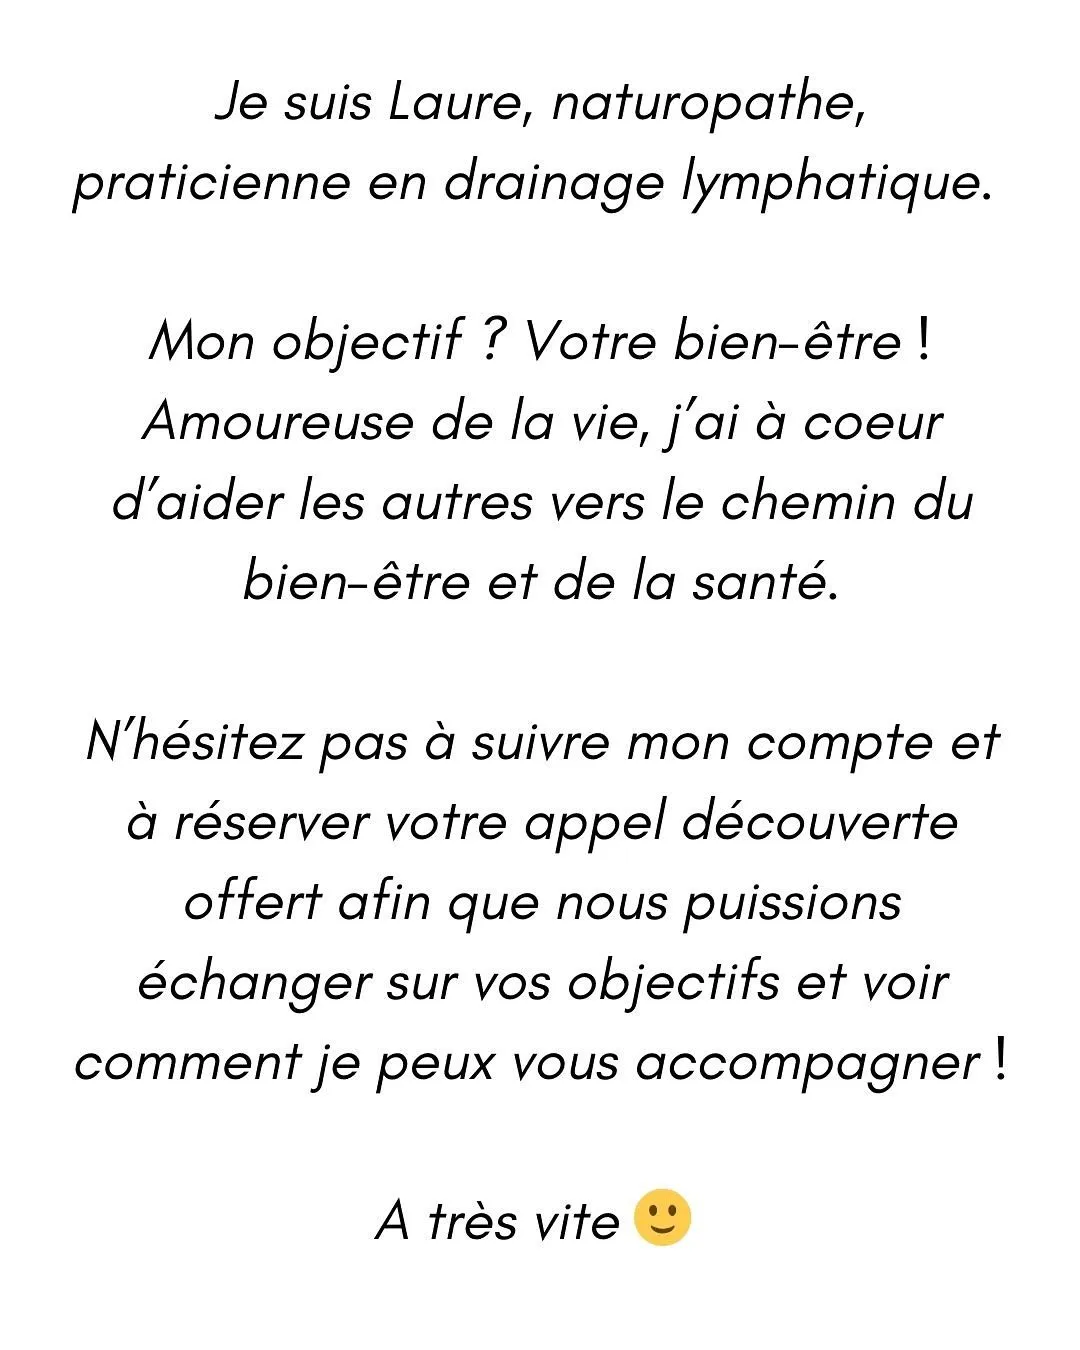 Je suis Laure, naturopathe,
praticienne en drainage lymphatique.
Mon objectif ? Votre bien-être !
Amoureuse de la vie, j’ai à coeur
d’aider les autres vers le chemin du
bien-être et de la santé.
N’hésitez pas à suivre mon compte et
à réserver votre appel découverte
offert afin que nous puissions
échanger sur vos objectifs et voir
comment je peux vous accompagner !
A très vite 🙂